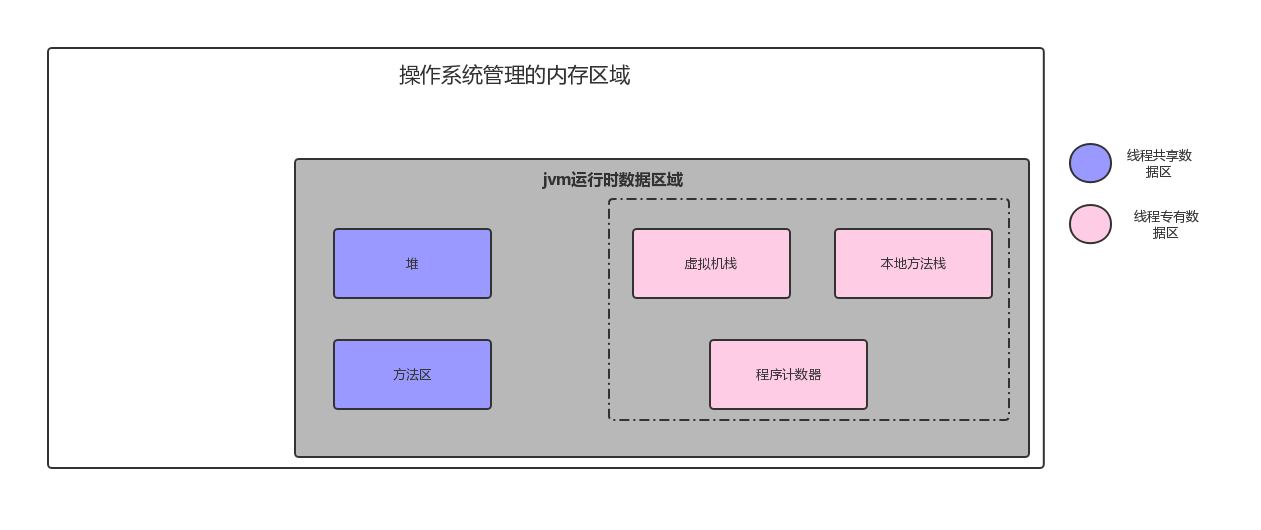 操作系统管理的内存区域
jvm运行时数据区域
堆
虚拟机栈
本地方法栈
方法区
程序计数器
线程共享数
据区
线程专有数
据区